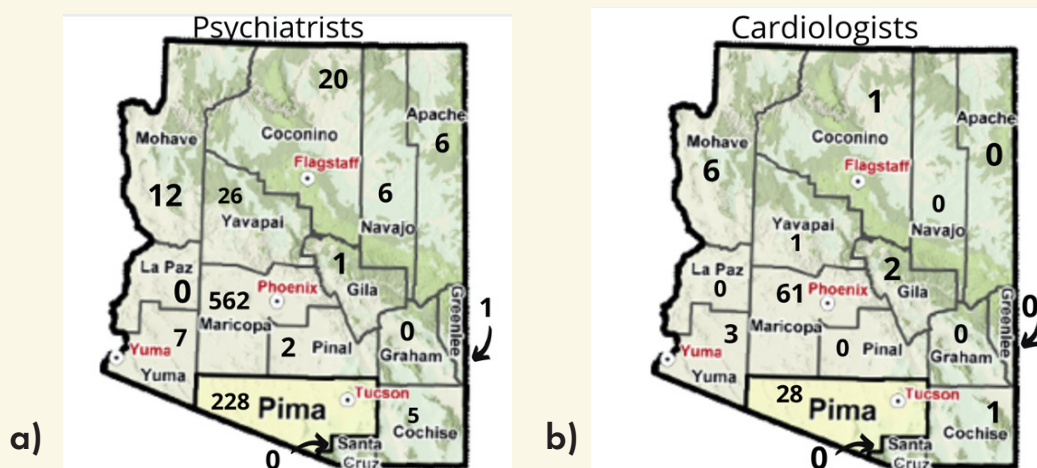 Psychiatrists
20
Apache
Mohave
Coconino
6
Flagstaff
12
26
6
Yavapai
Navajo
La Paz
1
0
562
Phoenix
Gila
Greenlee
1
7
Maricopa
0
Yuma
2
Pinal
Graham
Yuma
228
Pima
Tucson
5
Cochise
a)
Santa
Cruz
0
Cardiologists
1
Apache
Mohave
Coconino
0
6
Flagstaff
0
Yavapai
Navajo
1
La Paz
2
0
61
Phoenix
Gila
Greenlee
0
3
Maricopa
0
Yuma
0
Pinal
Graham
Yuma
28
Pima
Tucson
1
Cochise
b)
Santa
Cruz
0